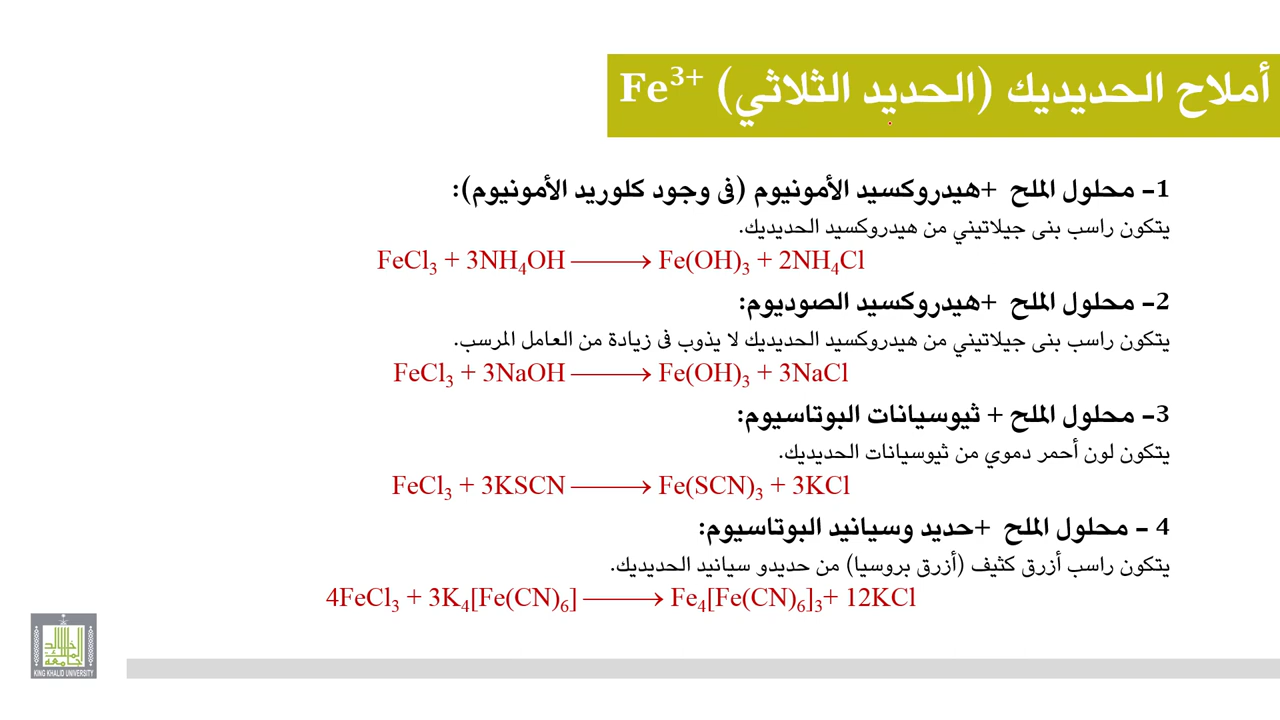 أملاح الحديديك (الحديد الثلاثي) Fe³⁺
1- محلول الملح +هيدروكسيد الأمونيوم (فى وجود كلوريد الأمونيوم):
يتكون راسب بنى جيلاتيني من هيدروكسيد الحديديك.
FeCl₃ + 3NH₄OH ⟶ Fe(OH)₃ + 2NH₄Cl
2- محلول الملح +هيدروكسيد الصوديوم:
يتكون راسب بنى جيلاتيني من هيدروكسيد الحديديك لا يذوب فى زيادة من العامل المرسب.
FeCl₃ + 3NaOH ⟶ Fe(OH)₃ + 3NaCl
3- محلول الملح + ثيوسيانات البوتاسيوم:
يتكون لون أحمر دموي من ثيوسيانات الحديديك.
FeCl₃ + 3KSCN ⟶ Fe(SCN)₃ + 3KCl
4 - محلول الملح +حديد وسيانيد البوتاسيوم:
يتكون راسب أزرق كثيف (أزرق بروسيا) من حديدو سيانيد الحديديك.
4FeCl₃ + 3K₄[Fe(CN)₆] ⟶ Fe₄[Fe(CN)₆]₃+ 12KCl
جامعة الملك خالد
KING KHALID UNIVERSITY